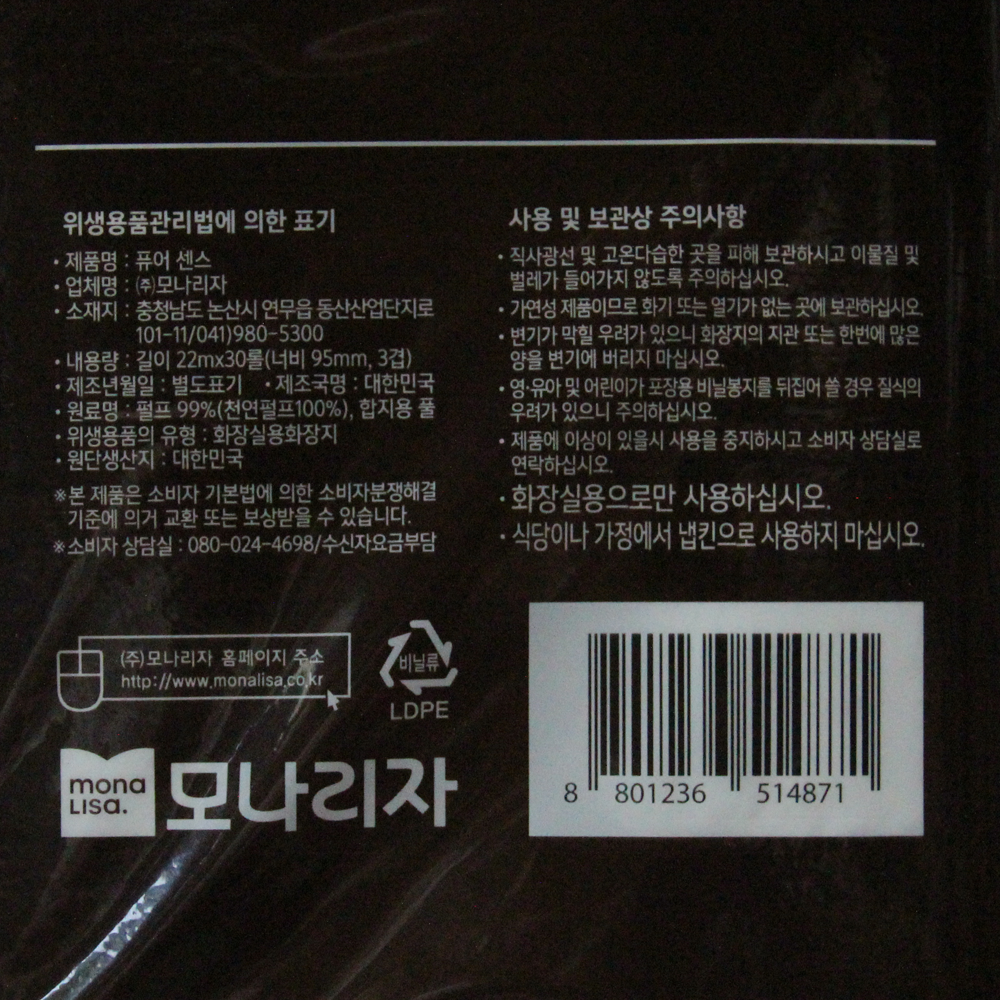 위생용품관리법에 의한 표기
• 제품명 : 퓨어 센스
• 업체명 : ㈜모나리자
• 소재지 : 충청남도 논산시 연무읍 동산산업단지로
101-11/041)980-5300
• 내용량 : 길이 22mx30롤(너비 95mm, 3겹)
• 제조년월일 : 별도표기 • 제조국명 : 대한민국
• 원료명 : 펄프 99%(천연펄프100%), 합지용 풀
• 위생용품의 유형 : 화장실용화장지
• 원단생산지 : 대한민국
※본 제품은 소비자 기본법에 의한 소비자분쟁해결
기준에 의거 교환 또는 보상받을 수 있습니다.
※소비자 상담실 : 080-024-4698/수신자요금부담
사용 및 보관상 주의사항
• 직사광선 및 고온다습한 곳을 피해 보관하시고 이물질 및
벌레가 들어가지 않도록 주의하십시오.
• 가연성 제품이므로 화기 또는 열기가 없는 곳에 보관하십시오.
• 변기가 막힐 우려가 있으니 화장지의 지관 또는 한번에 많은
양을 변기에 버리지 마십시오.
• 영·유아 및 어린이가 포장용 비닐봉지를 뒤집어 쓸 경우 질식의
우려가 있으니 주의하십시오.
• 제품에 이상이 있을시 사용을 중지하시고 소비자 상담실로
연락하십시오.
• 화장실용으로만 사용하십시오.
• 식당이나 가정에서 냅킨으로 사용하지 마십시오.
(주)모나리자 홈페이지 주소
http://www.monalisa.co.kr
비닐류
LDPE
mona
LISa.
모나리자
8 801236 514871